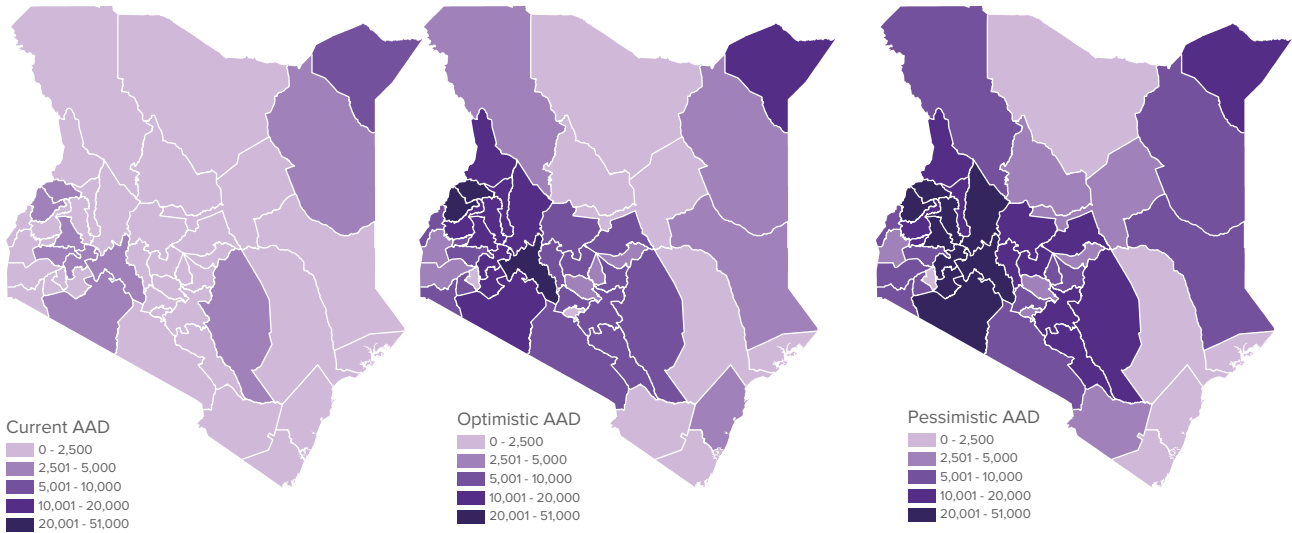 Current AAD
0 - 2,500
2,501 - 5,000
5,001 - 10,000
10,001 - 20,000
20,001 - 51,000
Optimistic AAD
0 - 2,500
2,501 - 5,000
5,001 - 10,000
10,001 - 20,000
20,001 - 51,000
Pessimistic AAD
0 - 2,500
2,501 - 5,000
5,001 - 10,000
10,001 - 20,000
20,001 - 51,000